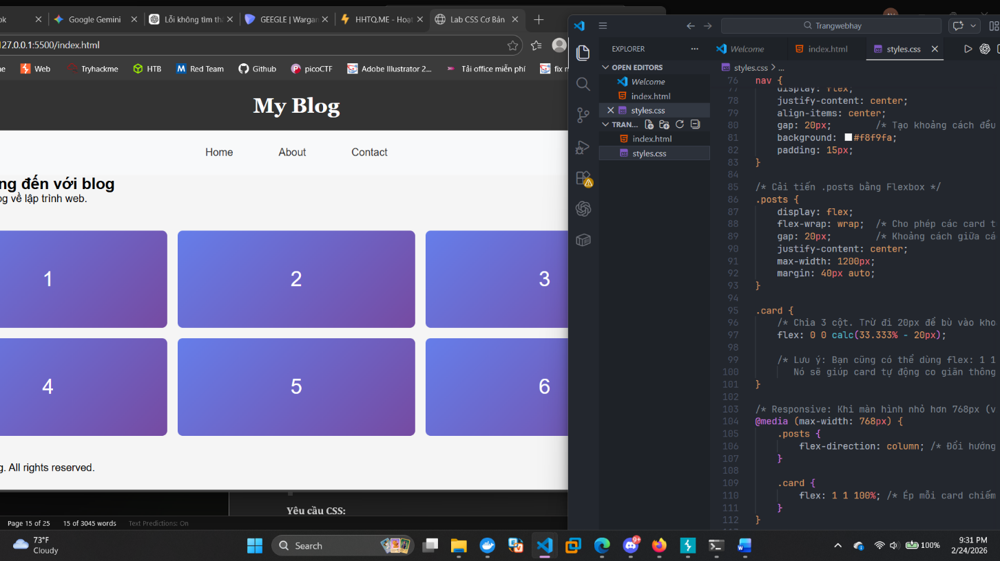 ok
Google Gemini
Lỗi không tìm thấ
GEEGLE | Wargan
HHTQ.ME - Hoạt
Lab CSS Cơ Bản
127.0.0.1:5500/index.html
Web
Tryhackme
HTB
Red Team
Github
picoCTF
Adobe Illustrator 2...
Tải office miễn phí
My Blog
Home
About
Contact
ng đến với blog
og về lập trình web.
1
2
3
4
5
6
g. All rights reserved.
Yêu cầu CSS:
Page 15 of 25
15 of 3045 words
Text Predictions: On
Trangwebhay
EXPLORER
OPEN EDITORS
Welcome
index.html
styles.css
TRAN...
index.html
styles.css
Welcome
index.html
styles.css
styles.css > ...
76 nav {
77 display: flex;
78 justify-content: center;
79 align-items: center;
80 gap: 20px; /* Tạo khoảng cách đều
81 background: #f8f9fa;
82 padding: 15px;
83 }
84
85 /* Cải tiến .posts bằng Flexbox */
86 .posts {
87 display: flex;
88 flex-wrap: wrap; /* Cho phép các card t
89 gap: 20px; /* Khoảng cách giữa cá
90 justify-content: center;
91 max-width: 1200px;
92 margin: 40px auto;
93 }
94
95 .card {
96 /* Chia 3 cột. Trừ đi 20px để bù vào kho
97 flex: 0 0 calc(33.333% - 20px);
98
99 /* Lưu ý: Bạn cũng có thể dùng flex: 1 1
100 Nó sẽ giúp card tự động co giãn thông
101 }
102
103 /* Responsive: Khi màn hình nhỏ hơn 768px (v
104 @media (max-width: 768px) {
105 .posts {
106 flex-direction: column; /* Đổi hướng
107 }
108
109 .card {
110 flex: 1 1 100%; /* Ép mỗi card chiếm
111 }
112 }
73°F
Cloudy
Search
9+
100%
9:31 PM
2/24/2026